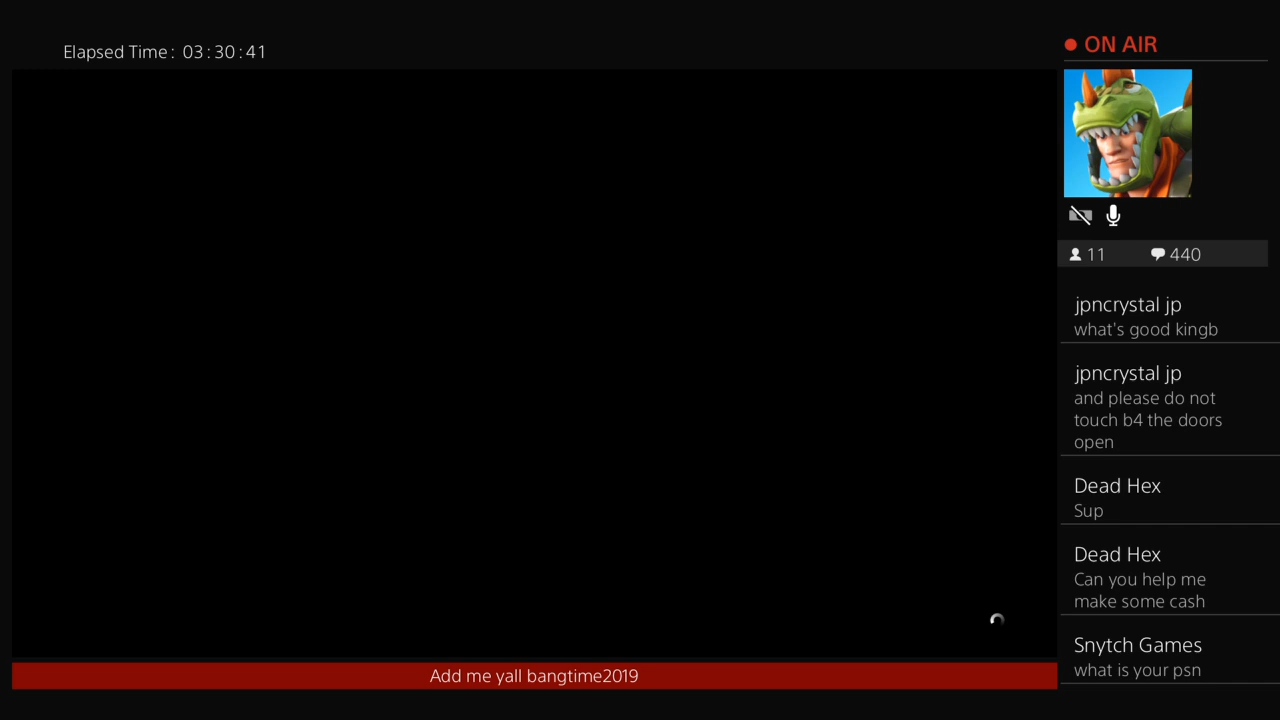 Elapsed Time: 03:30:41
ON AIR
11 440
jpncrystal jp
what's good kingb
jpncrystal jp
and please do not
touch b4 the doors
open
Dead Hex
Sup
Dead Hex
Can you help me
make some cash
Snytch Games
what is your psn
Add me yall bangtime2019